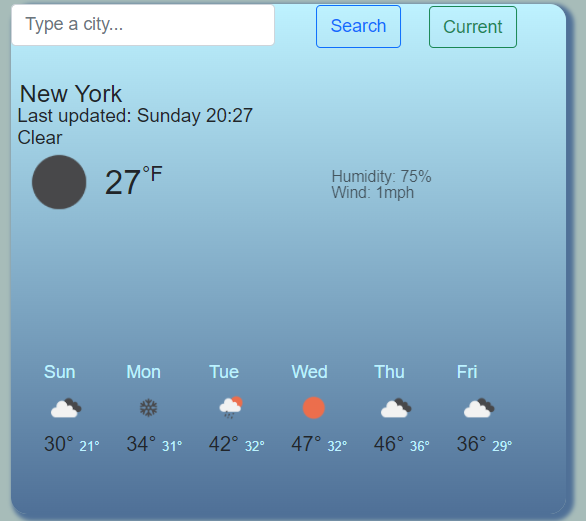 Type a city...
Search
Current
New York
Last updated: Sunday 20:27
Clear
27°F
Humidity: 75%
Wind: 1mph
Sun Mon Tue Wed Thu Fri
30° 21° 34° 31° 42° 32° 47° 32° 46° 36° 36° 29°